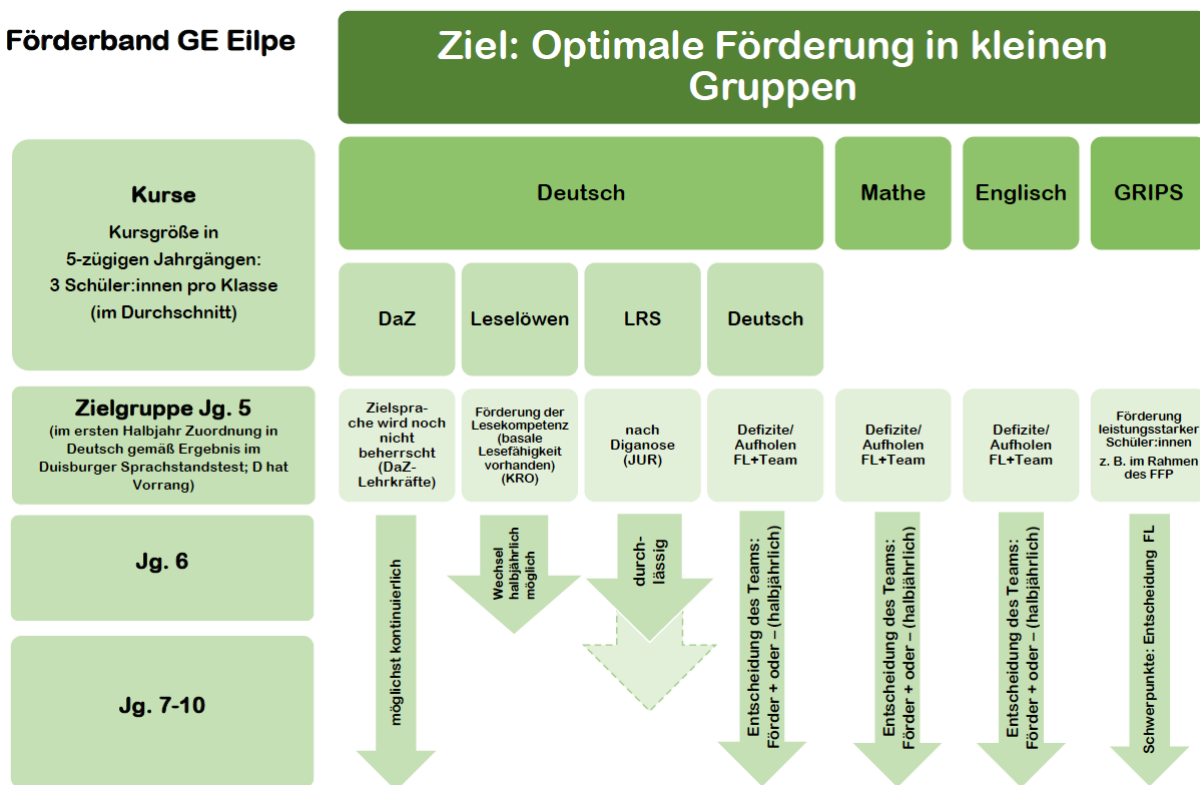 Förderband GE Eilpe
Ziel: Optimale Förderung in kleinen
Gruppen
Kurse
Kursgröße in
5-zügigen Jahrgängen:
3 Schüler:innen pro Klasse
(im Durchschnitt)
Deutsch
Mathe
Englisch
GRIPS
DaZ
Leselöwen
LRS
Deutsch
Zielgruppe Jg. 5
(im ersten Halbjahr Zuordnung in
Deutsch gemäß Ergebnis im
Duisburger Sprachstandstest; D hat
Vorrang)
Zielspra-
che wird noch
nicht
beherrscht
(DaZ-
Lehrkräfte)
Förderung der
Lesekompetenz
(basale
Lesefähigkeit
vorhanden)
(KRO)
nach
Diganose
(JUR)
Defizite/
Aufholen
FL+Team
Defizite/
Aufholen
FL+Team
Defizite/
Aufholen
FL+Team
Förderung
leistungsstarker
Schüler:innen
z. B. im Rahmen
des FFP
Jg. 6
Jg. 7-10
möglichst kontinuierlich
Wechsel
halbjährlich
möglich
durch-
lässig
Entscheidung des Teams:
Förder + oder – (halbjährlich)
Entscheidung des Teams:
Förder + oder – (halbjährlich)
Entscheidung des Teams:
Förder + oder – (halbjährlich)
Schwerpunkte: Entscheidung FL